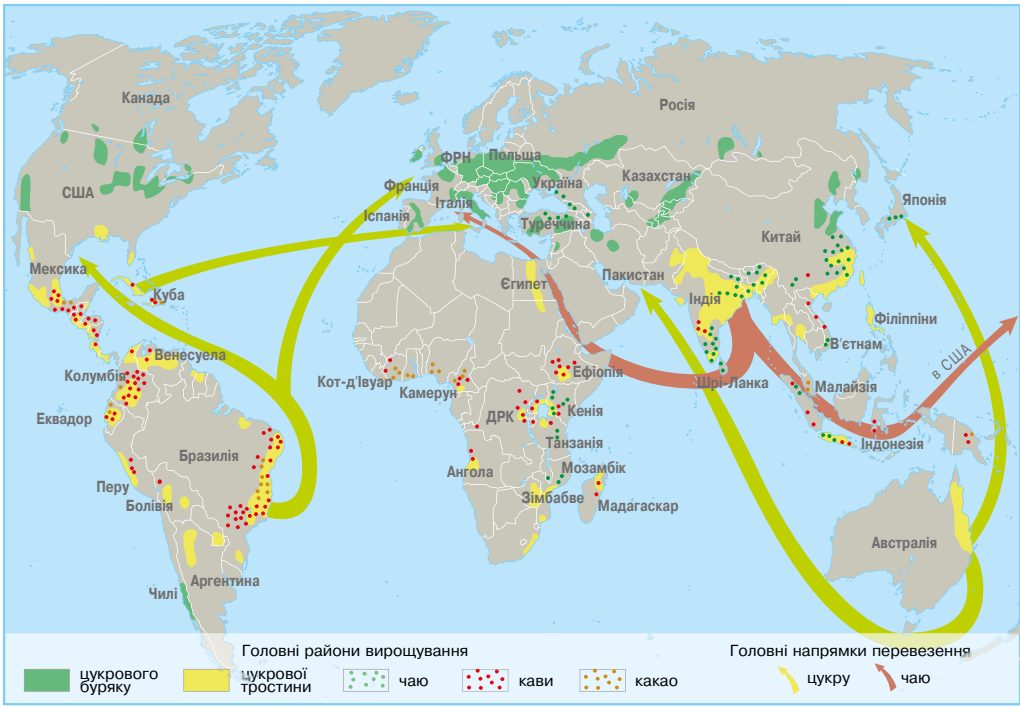 Канада
Росія
ФРН
Польща
США
Франція
Україна
Казахстан
Італія
Японія
Іспанія
Туреччина
Китай
Мексика
Пакистан
Єгипет
Куба
Індія
Філіппіни
Венесуела
В'єтнам
Колумбія
Кот-д'Івуар
Ефіопія
в США
Шрі-Ланка
Малайзія
Камерун
Еквадор
ДРК
Кенія
Танзанія
Індонезія
Бразилія
Ангола
Мозамбік
Перу
Зімбабве
Болівія
Мадагаскар
Австралія
Аргентина
Чилі
Головні райони вирощування
Головні напрямки перевезення
цукрового
буряку
цукрової
тростини
чаю
кави
какао
цукру
чаю